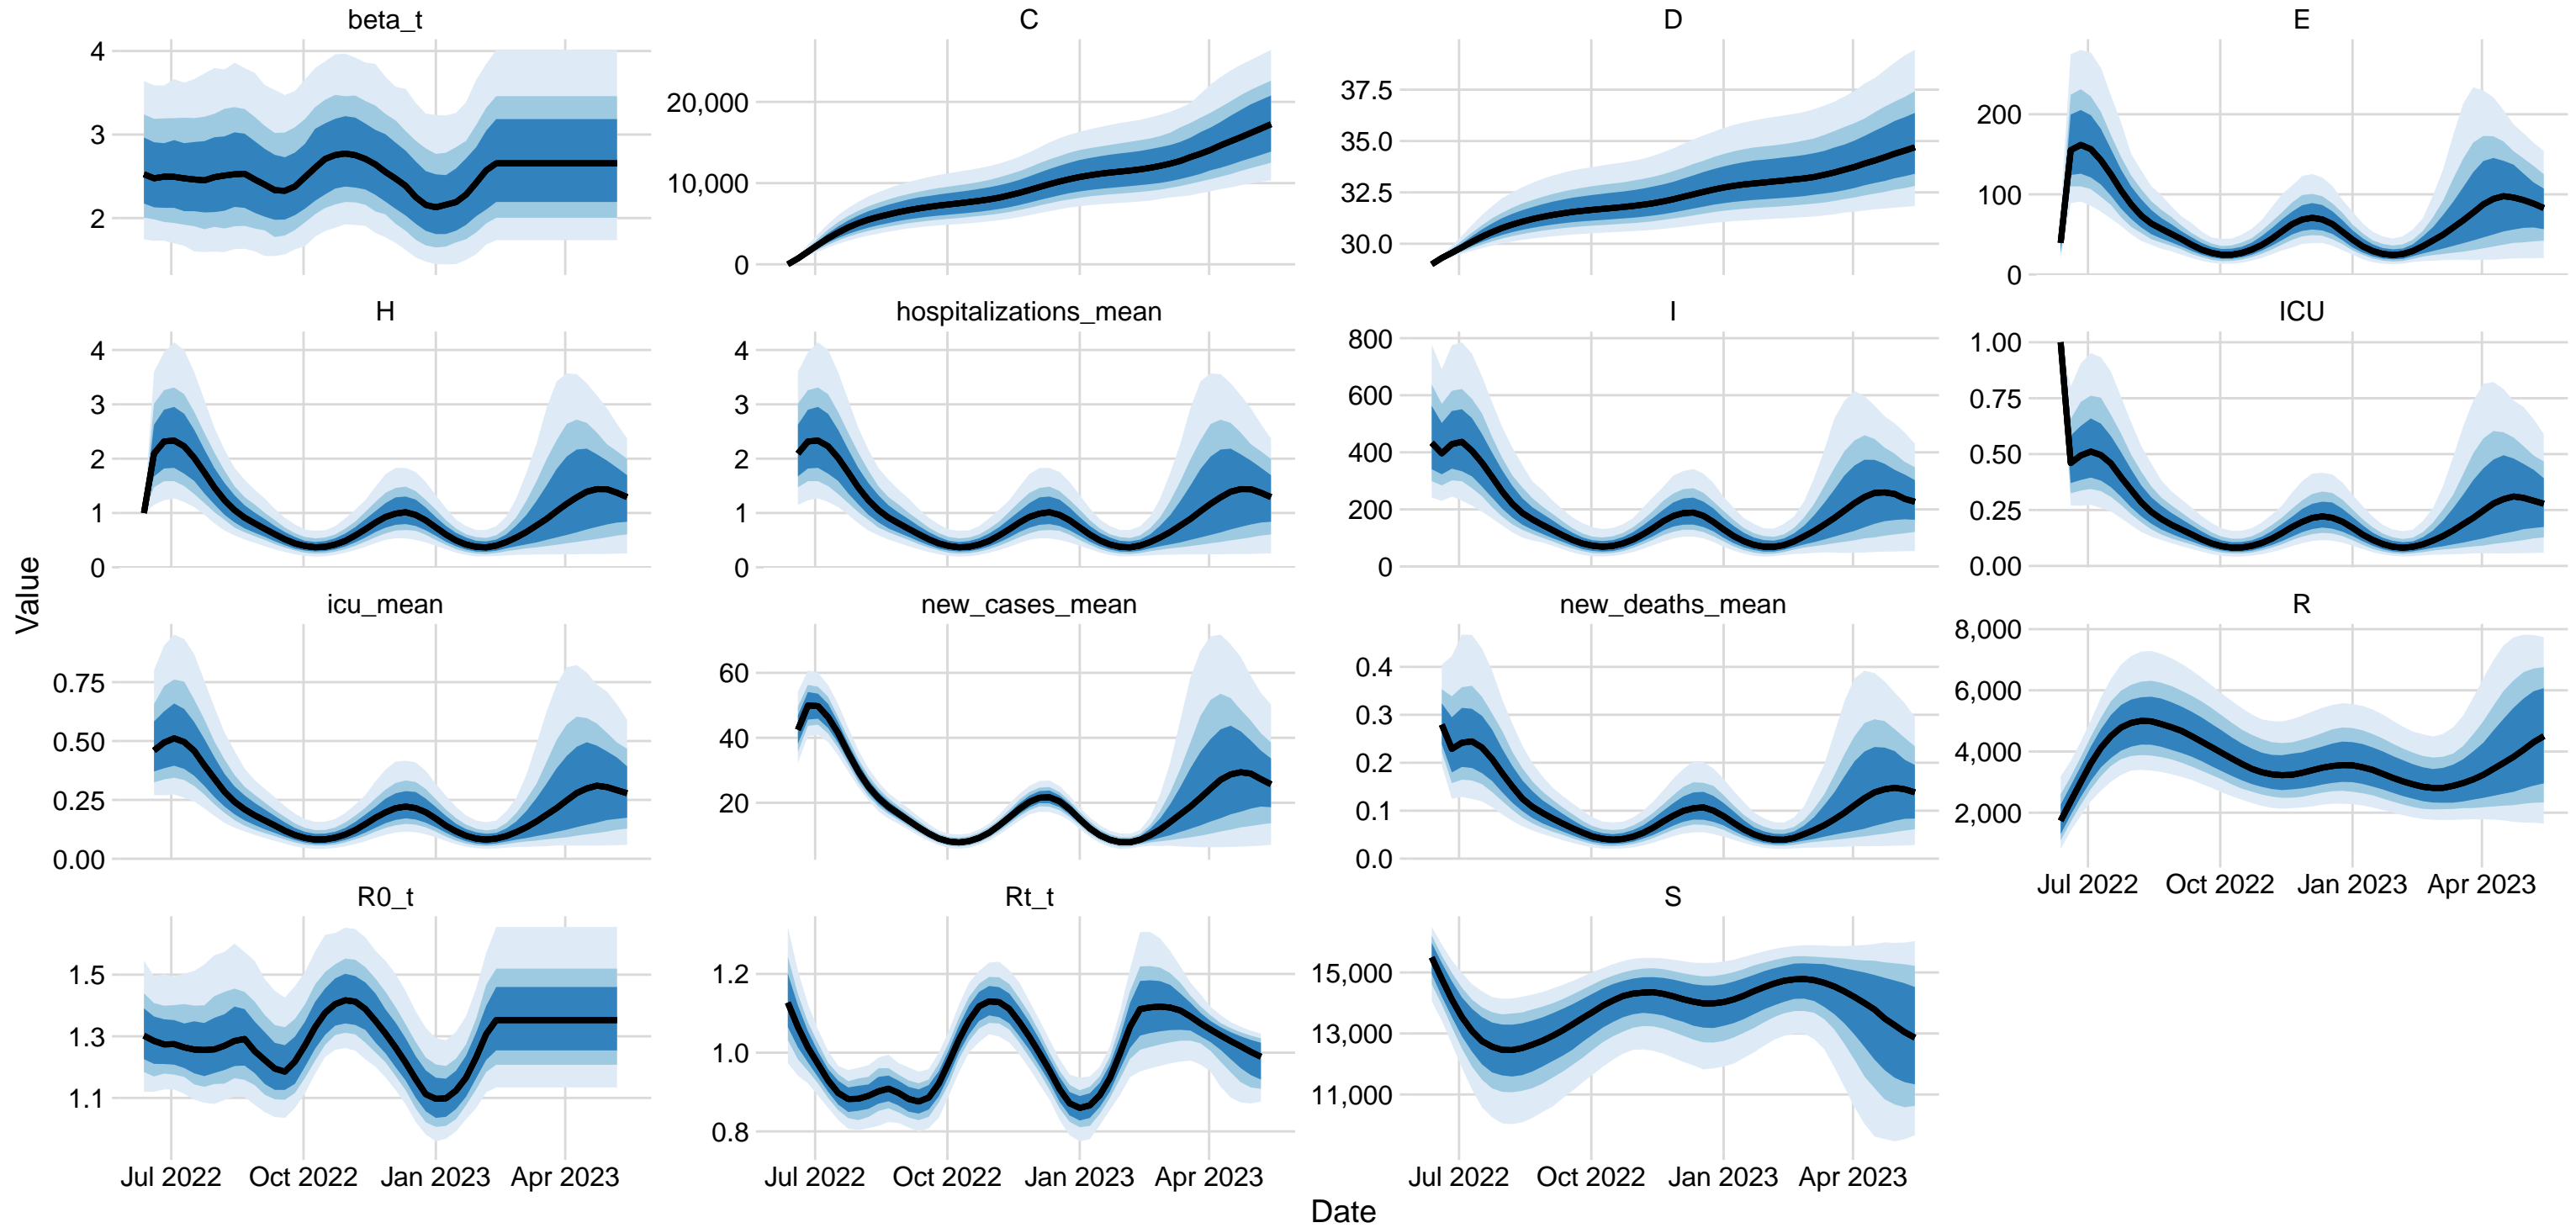 beta_t
C
D
E
4
3
2
20,000
10,000
0
37.5
35.0
32.5
30.0
200
100
0
H
hospitalizations_mean
I
ICU
4
3
2
1
0
4
3
2
1
0
800
600
400
200
0
1.00
0.75
0.50
0.25
0.00
Value
icu_mean
new_cases_mean
new_deaths_mean
R
0.75
0.50
0.25
0.00
60
40
20
0.4
0.3
0.2
0.1
0.0
8,000
6,000
4,000
2,000
Jul 2022 Oct 2022 Jan 2023 Apr 2023
R0_t
Rt_t
S
1.5
1.3
1.1
1.2
1.0
0.8
15,000
13,000
11,000
Jul 2022 Oct 2022 Jan 2023 Apr 2023
Jul 2022 Oct 2022 Jan 2023 Apr 2023
Jul 2022 Oct 2022 Jan 2023 Apr 2023
Date